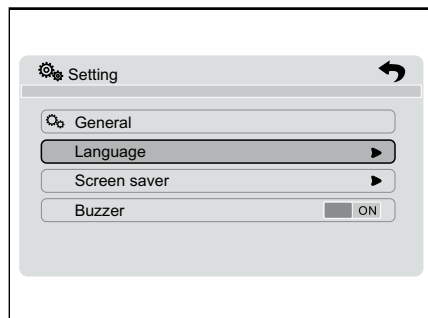 Setting
General
Language
Screen saver
Buzzer ON